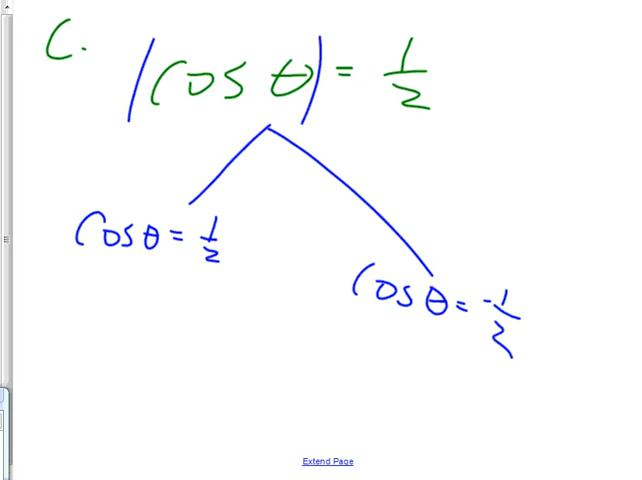 C.
|cos θ| = 1/2
cos θ = 1/2
cos θ = -1/2
Extend Page